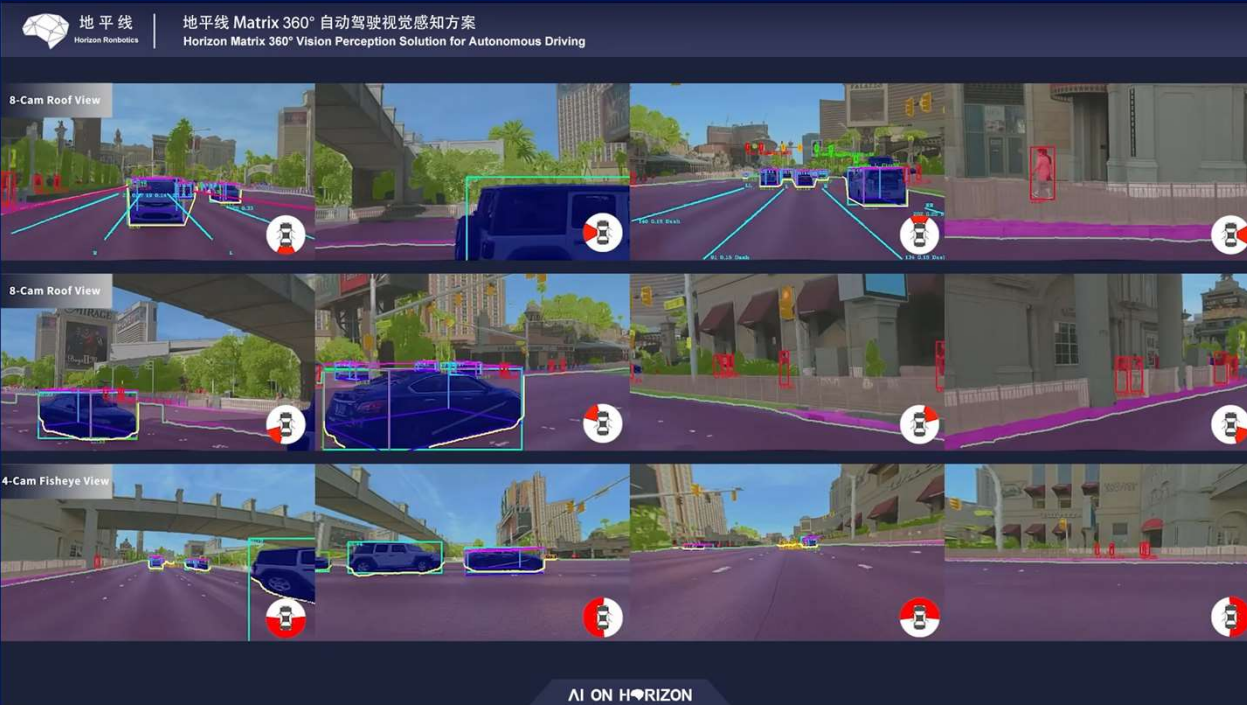 地平线
Horizon Ronbotics
地平线 Matrix 360° 自动驾驶视觉感知方案
Horizon Matrix 360° Vision Perception Solution for Autonomous Driving
8-Cam Roof View
8-Cam Roof View
MIRAGE
4-Cam Fisheye View
AI ON HORIZON